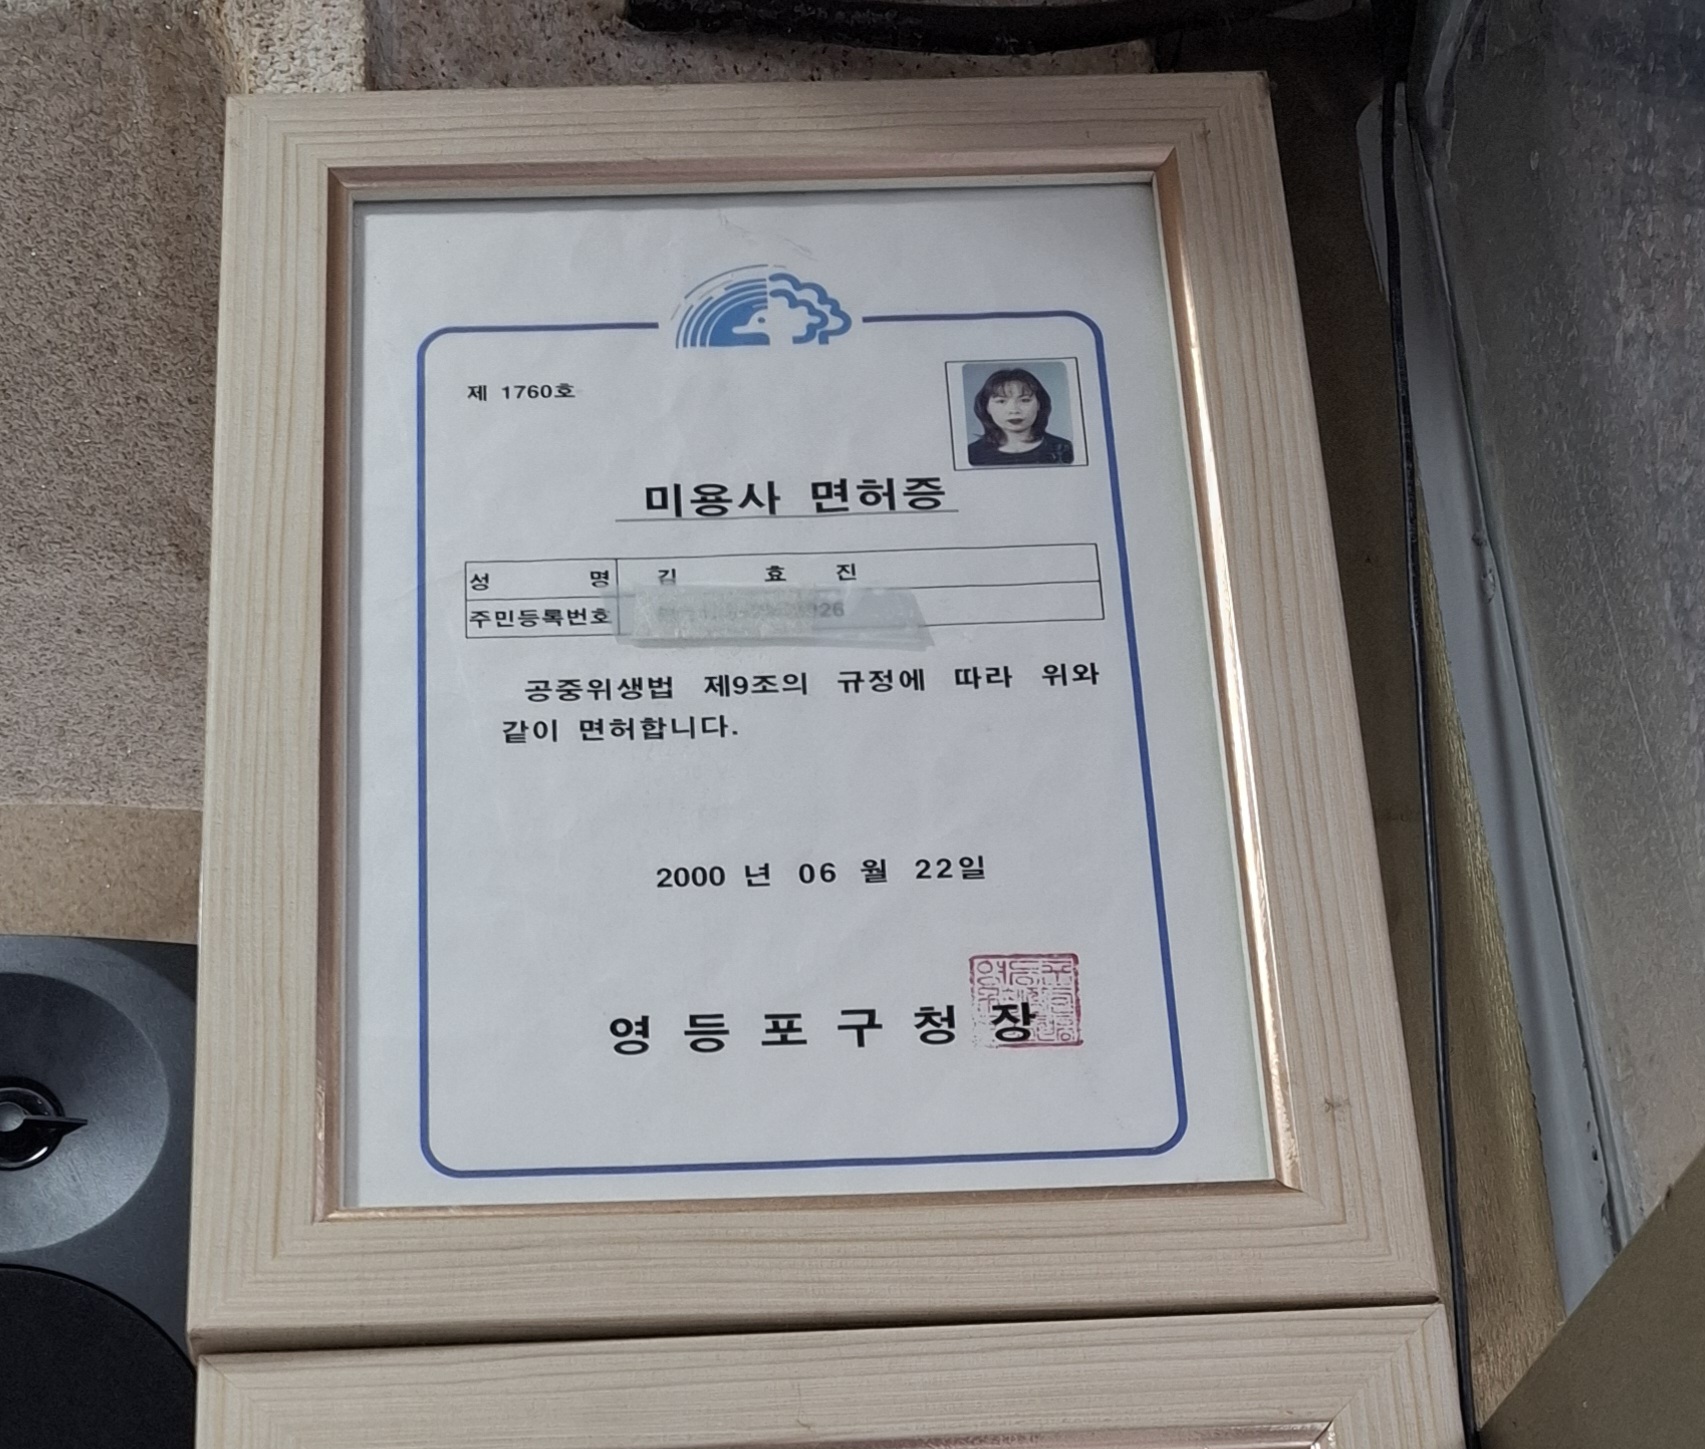 제 1760호
미용사 면허증
성 명 김 효 진
주민등록번호
공중위생법 제9조의 규정에 따라 위와
같이 면허합니다.
2000 년 06 월 22일
영 등 포 구 청 장